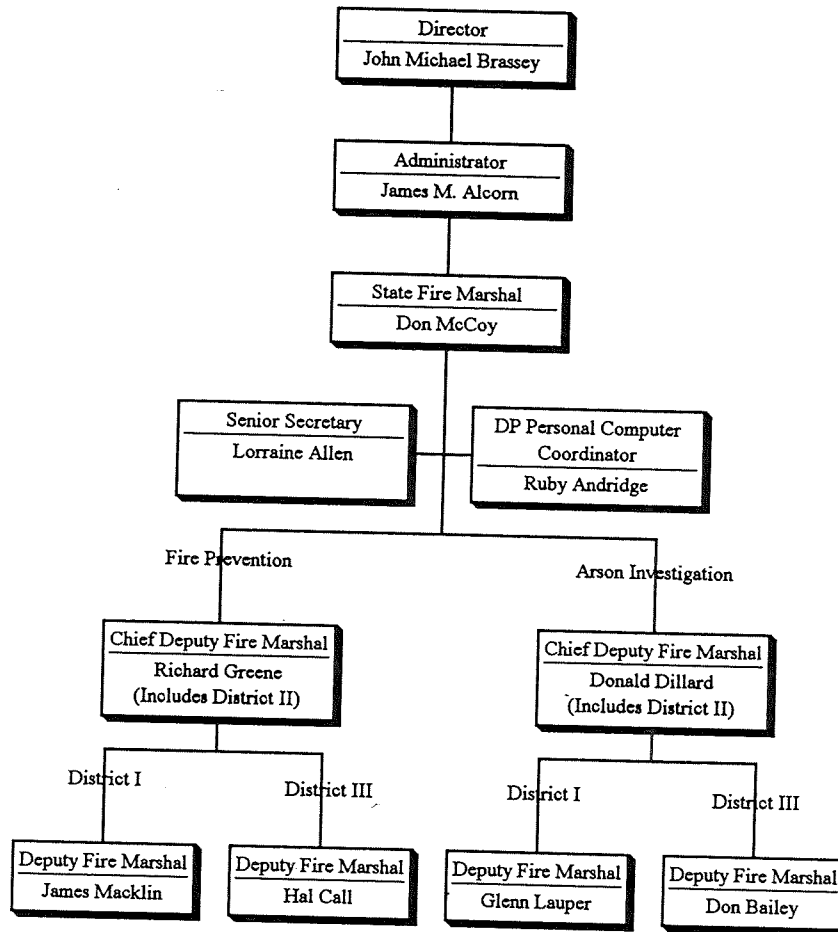 Director
John Michael Brassey
Administrator
James M. Alcorn
State Fire Marshal
Don McCoy
Senior Secretary
Lorraine Allen
DP Personal Computer
Coordinator
Ruby Andridge
Fire Prevention
Arson Investigation
Chief Deputy Fire Marshal
Richard Greene
(Includes District II)
Chief Deputy Fire Marshal
Donald Dillard
(Includes District II)
District I
District III
District I
District III
Deputy Fire Marshal
James Macklin
Deputy Fire Marshal
Hal Call
Deputy Fire Marshal
Glenn Lauper
Deputy Fire Marshal
Don Bailey